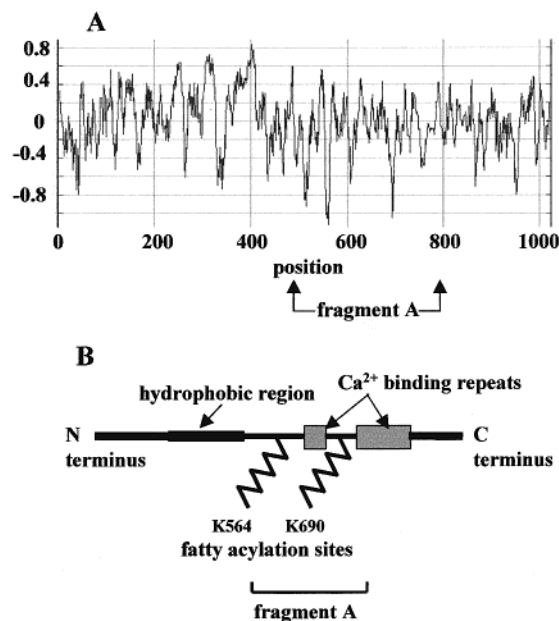 A
0.8
0.4
0
-0.4
-0.8
0 200 400 600 800 1000
position
fragment A
B
hydrophobic region
Ca²⁺ binding repeats
N terminus
C terminus
K564 K690
fatty acylation sites
fragment A